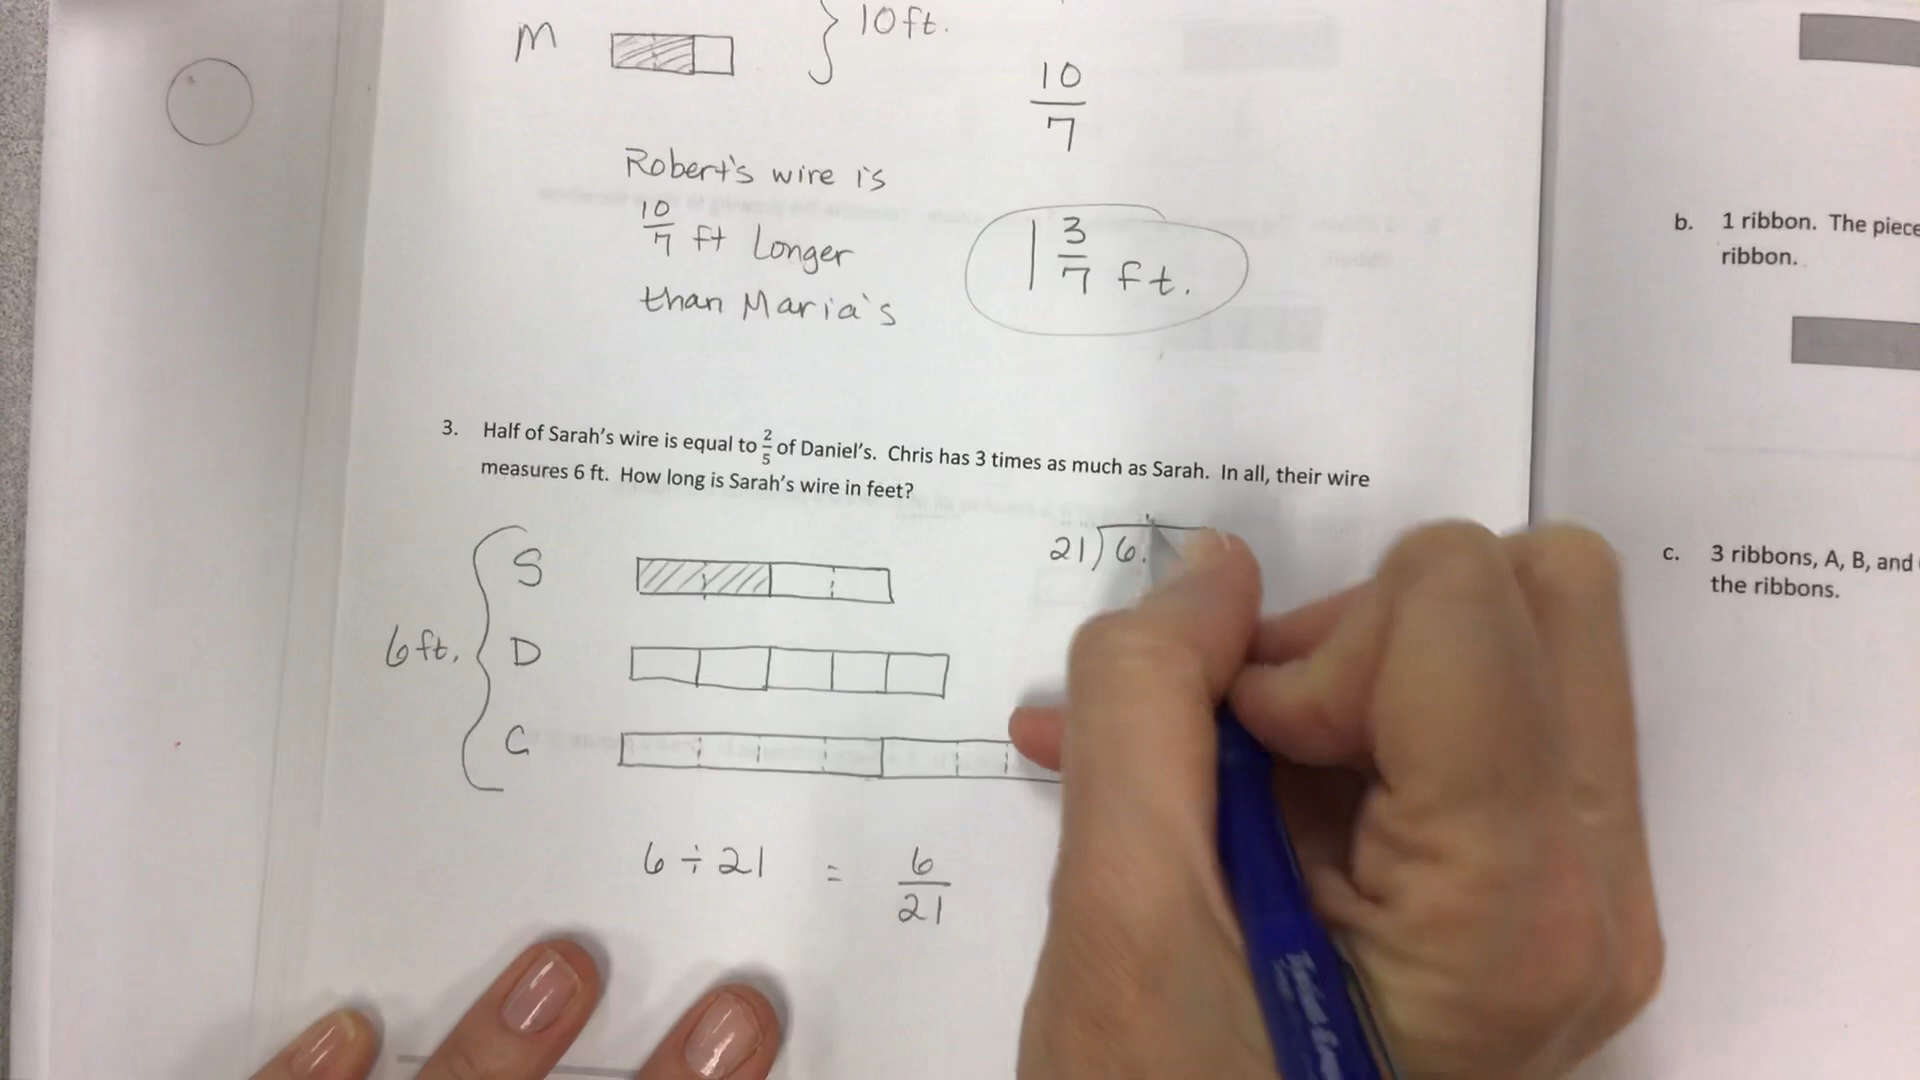 M
10ft.
10
7
Robert's wire is
10
7 ft Longer
than Maria's
1 3/7 ft.
3. Half of Sarah's wire is equal to 2/5 of Daniel's. Chris has 3 times as much as Sarah. In all, their wire
measures 6 ft. How long is Sarah's wire in feet?
S
21)6.
6ft.
D
C
6 ÷ 21 = 6/21
b. 1 ribbon. The piece
ribbon.
c. 3 ribbons, A, B, and
the ribbons.